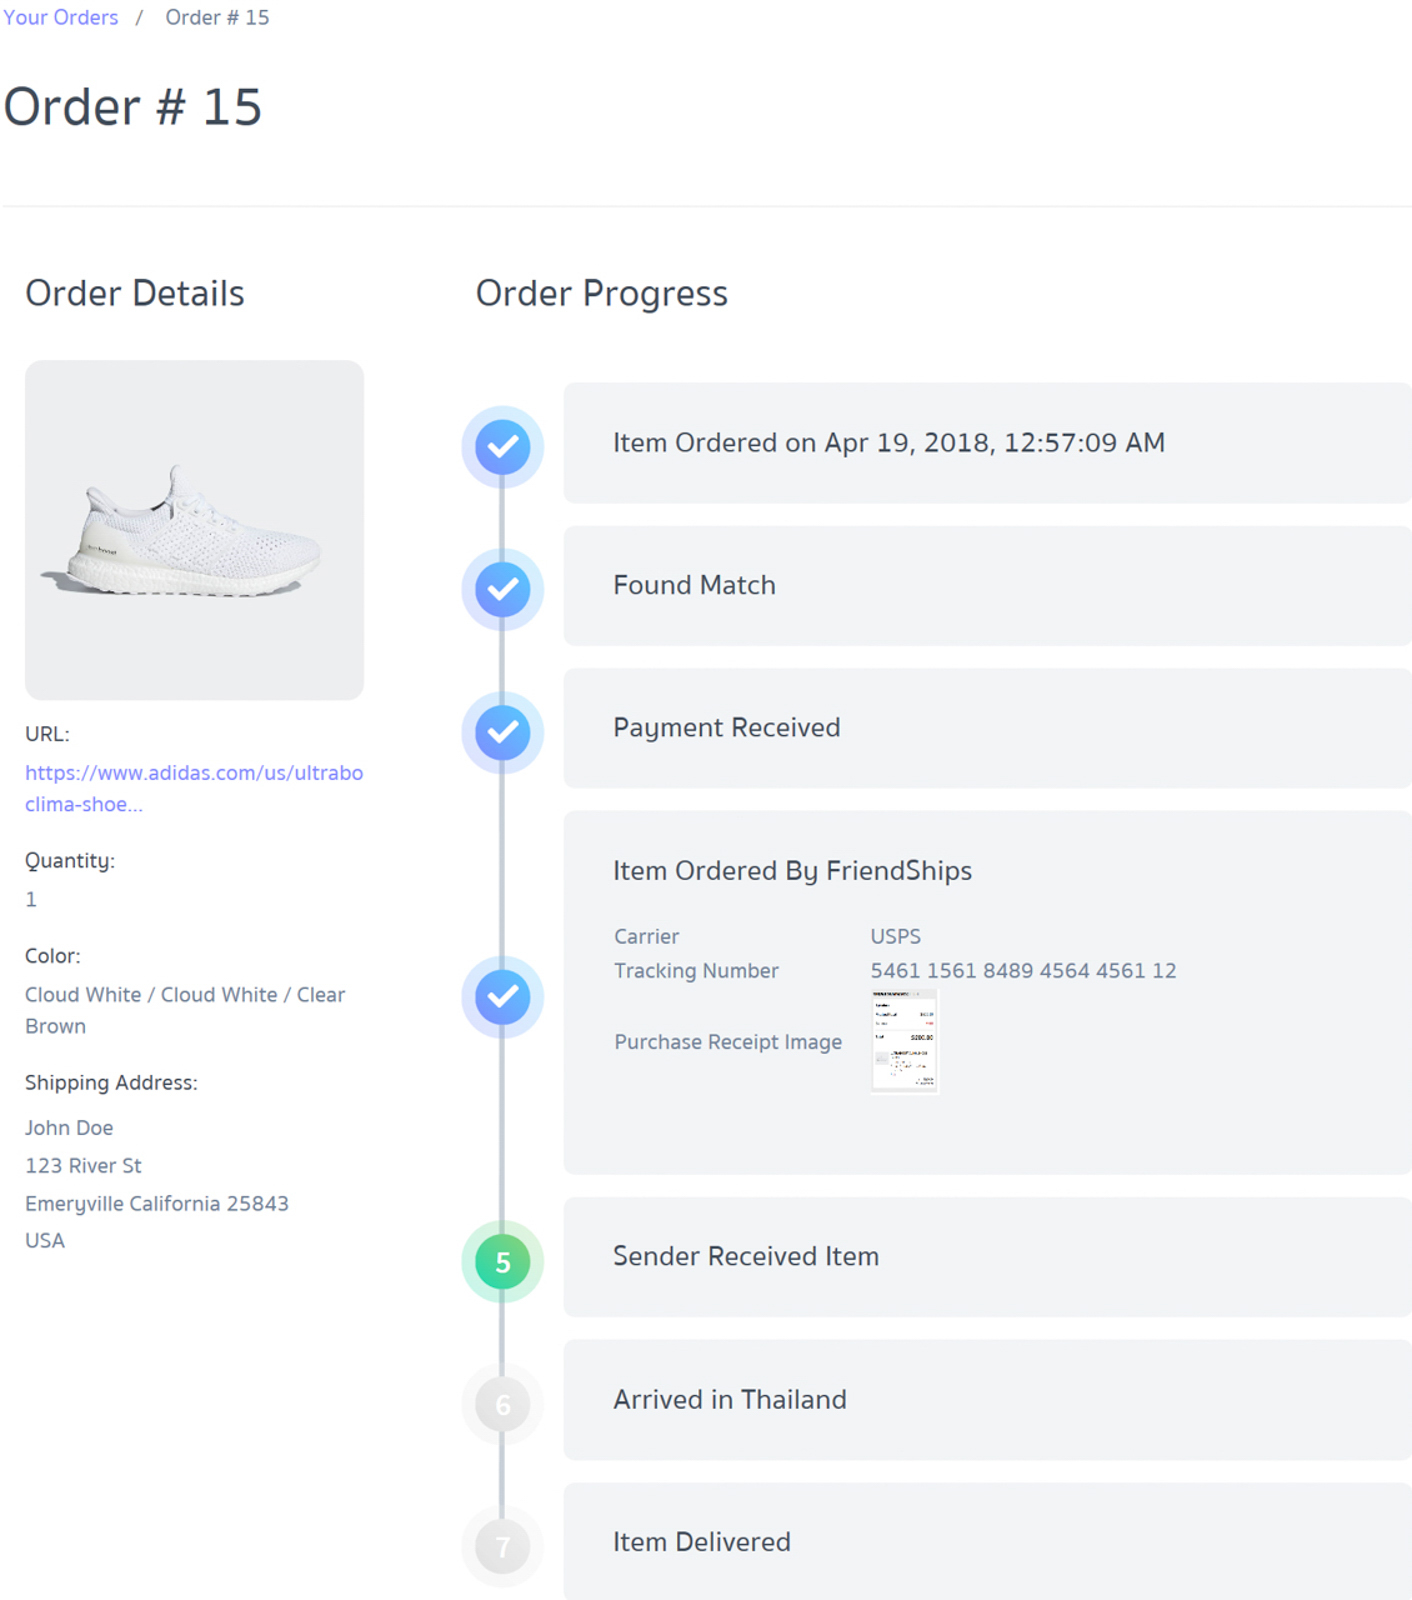 Your Orders / Order # 15
Order # 15
Order Details
URL:
https://www.adidas.com/us/ultrabo
clima-shoe...
Quantity:
1
Color:
Cloud White / Cloud White / Clear
Brown
Shipping Address:
John Doe
123 River St
Emeryville California 25843
USA
Order Progress
Item Ordered on Apr 19, 2018, 12:57:09 AM
Found Match
Payment Received
Item Ordered By FriendShips
Carrier USPS
Tracking Number 5461 1561 8489 4564 4561 12
Purchase Receipt Image
5 Sender Received Item
6 Arrived in Thailand
7 Item Delivered